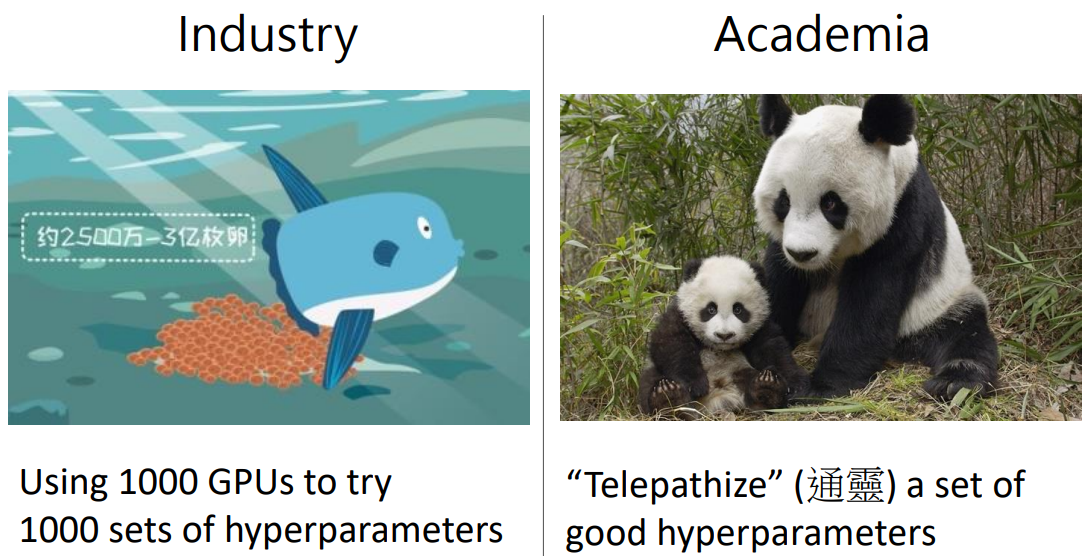 Industry
约2500万-3亿枚卵
Using 1000 GPUs to try
1000 sets of hyperparameters
Academia
“Telepathize” (通靈) a set of
good hyperparameters